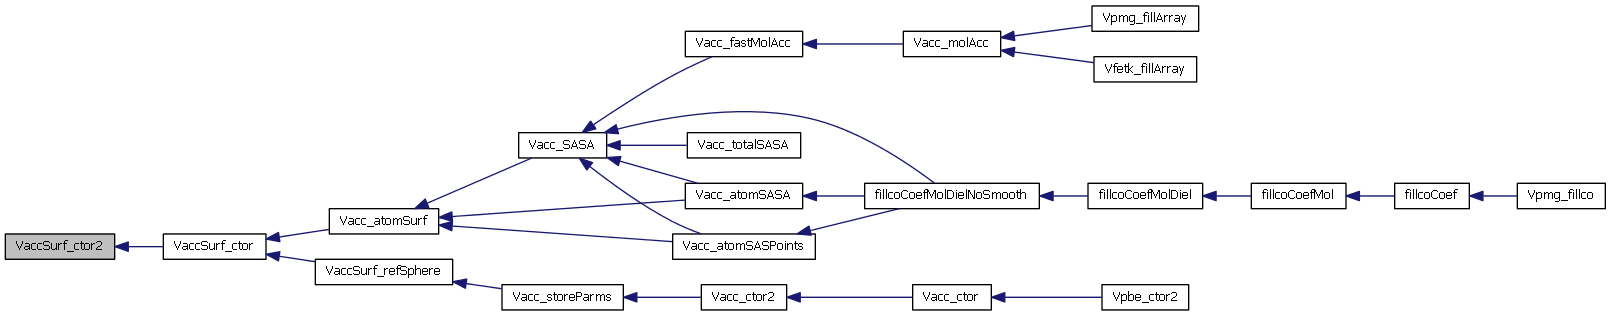 Vpmg_fillArray
Vacc_fastMolAcc
Vacc_molAcc
Vfetk_fillArray
Vacc_SASA
Vacc_totalSASA
Vacc_atomSASA
fillcoCoefMolDielNoSmooth
fillcoCoefMolDiel
fillcoCoefMol
fillcoCoef
Vpmg_fillco
Vacc_atomSurf
VaccSurf_ctor2
VaccSurf_ctor
Vacc_atomSASPoints
VaccSurf_refSphere
Vacc_storeParms
Vacc_ctor2
Vacc_ctor
Vpbe_ctor2